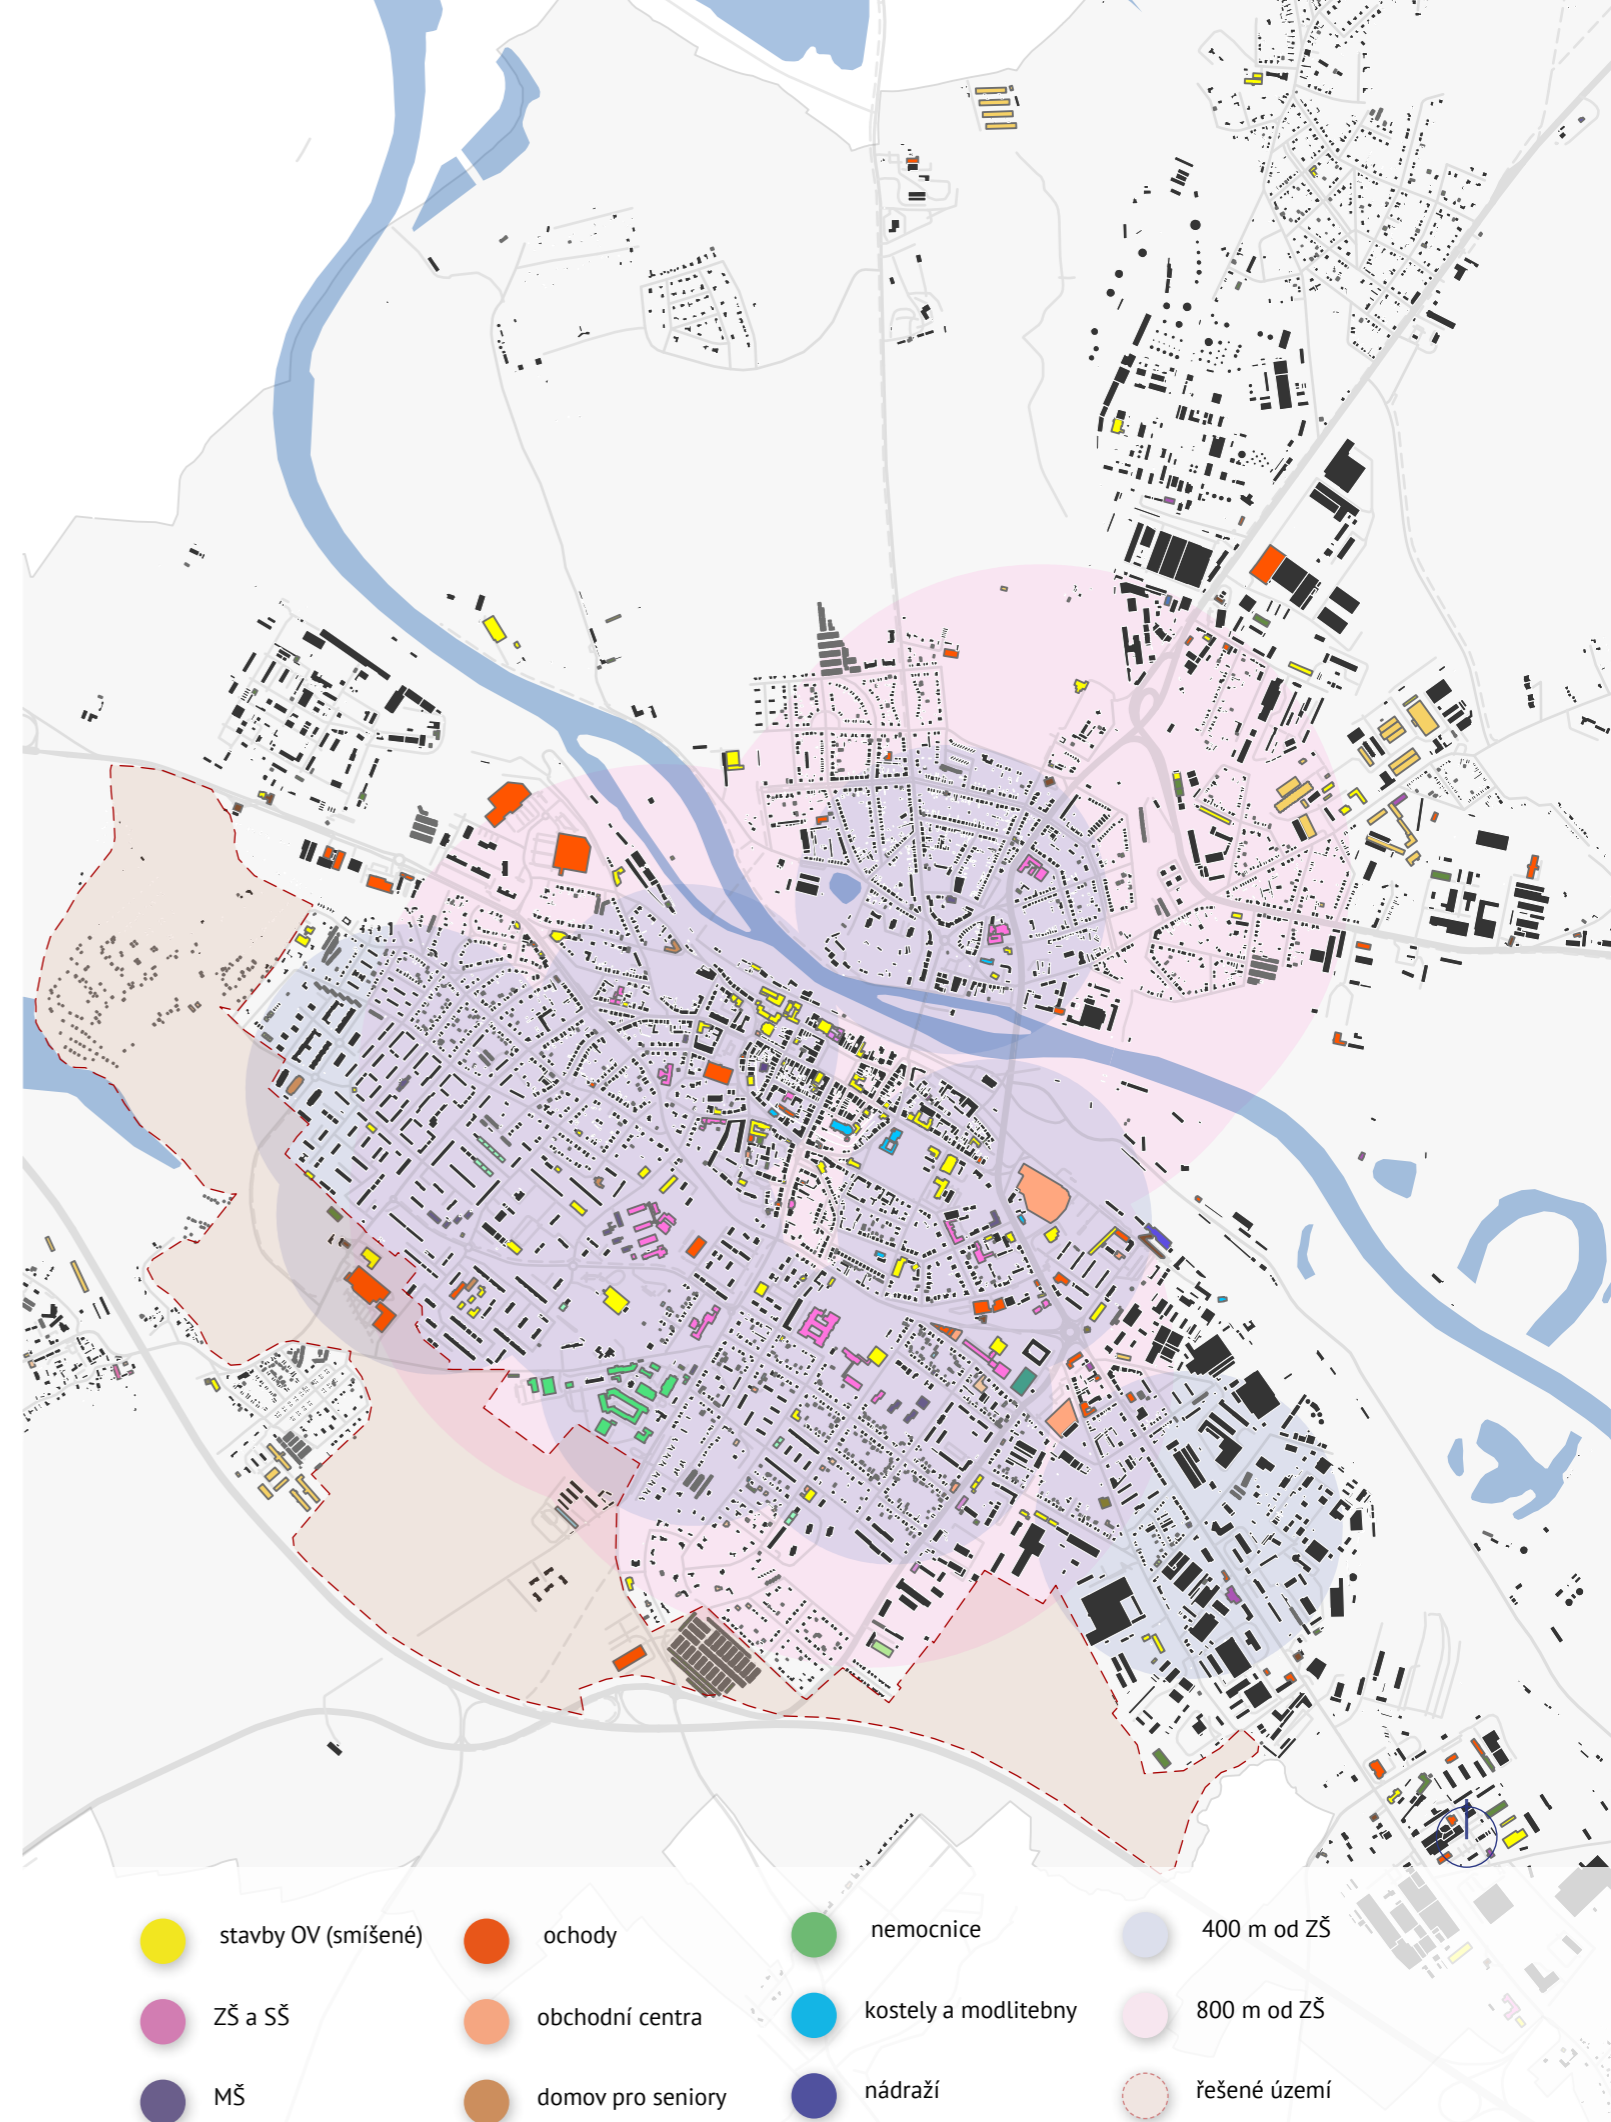 stavby OV (smíšené)
ochody
nemocnice
400 m od ZŠ
ZŠ a SŠ
obchodní centra
kostely a modlitebny
800 m od ZŠ
MŠ
domov pro seniory
nádraží
řešené území